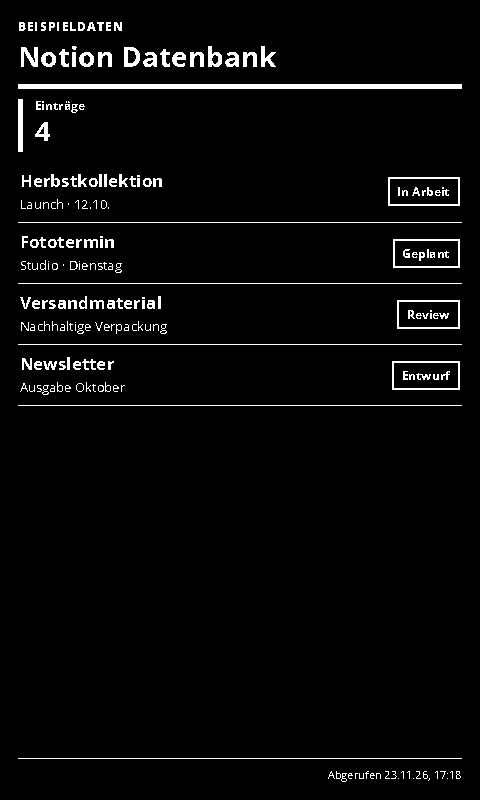 BEISPIELDATEN
Notion Datenbank
Einträge
4
Herbstkollektion
Launch · 12.10.
In Arbeit
Fototermin
Studio · Dienstag
Geplant
Versandmaterial
Nachhaltige Verpackung
Review
Newsletter
Ausgabe Oktober
Entwurf
Abgerufen 23.11.26, 17:18